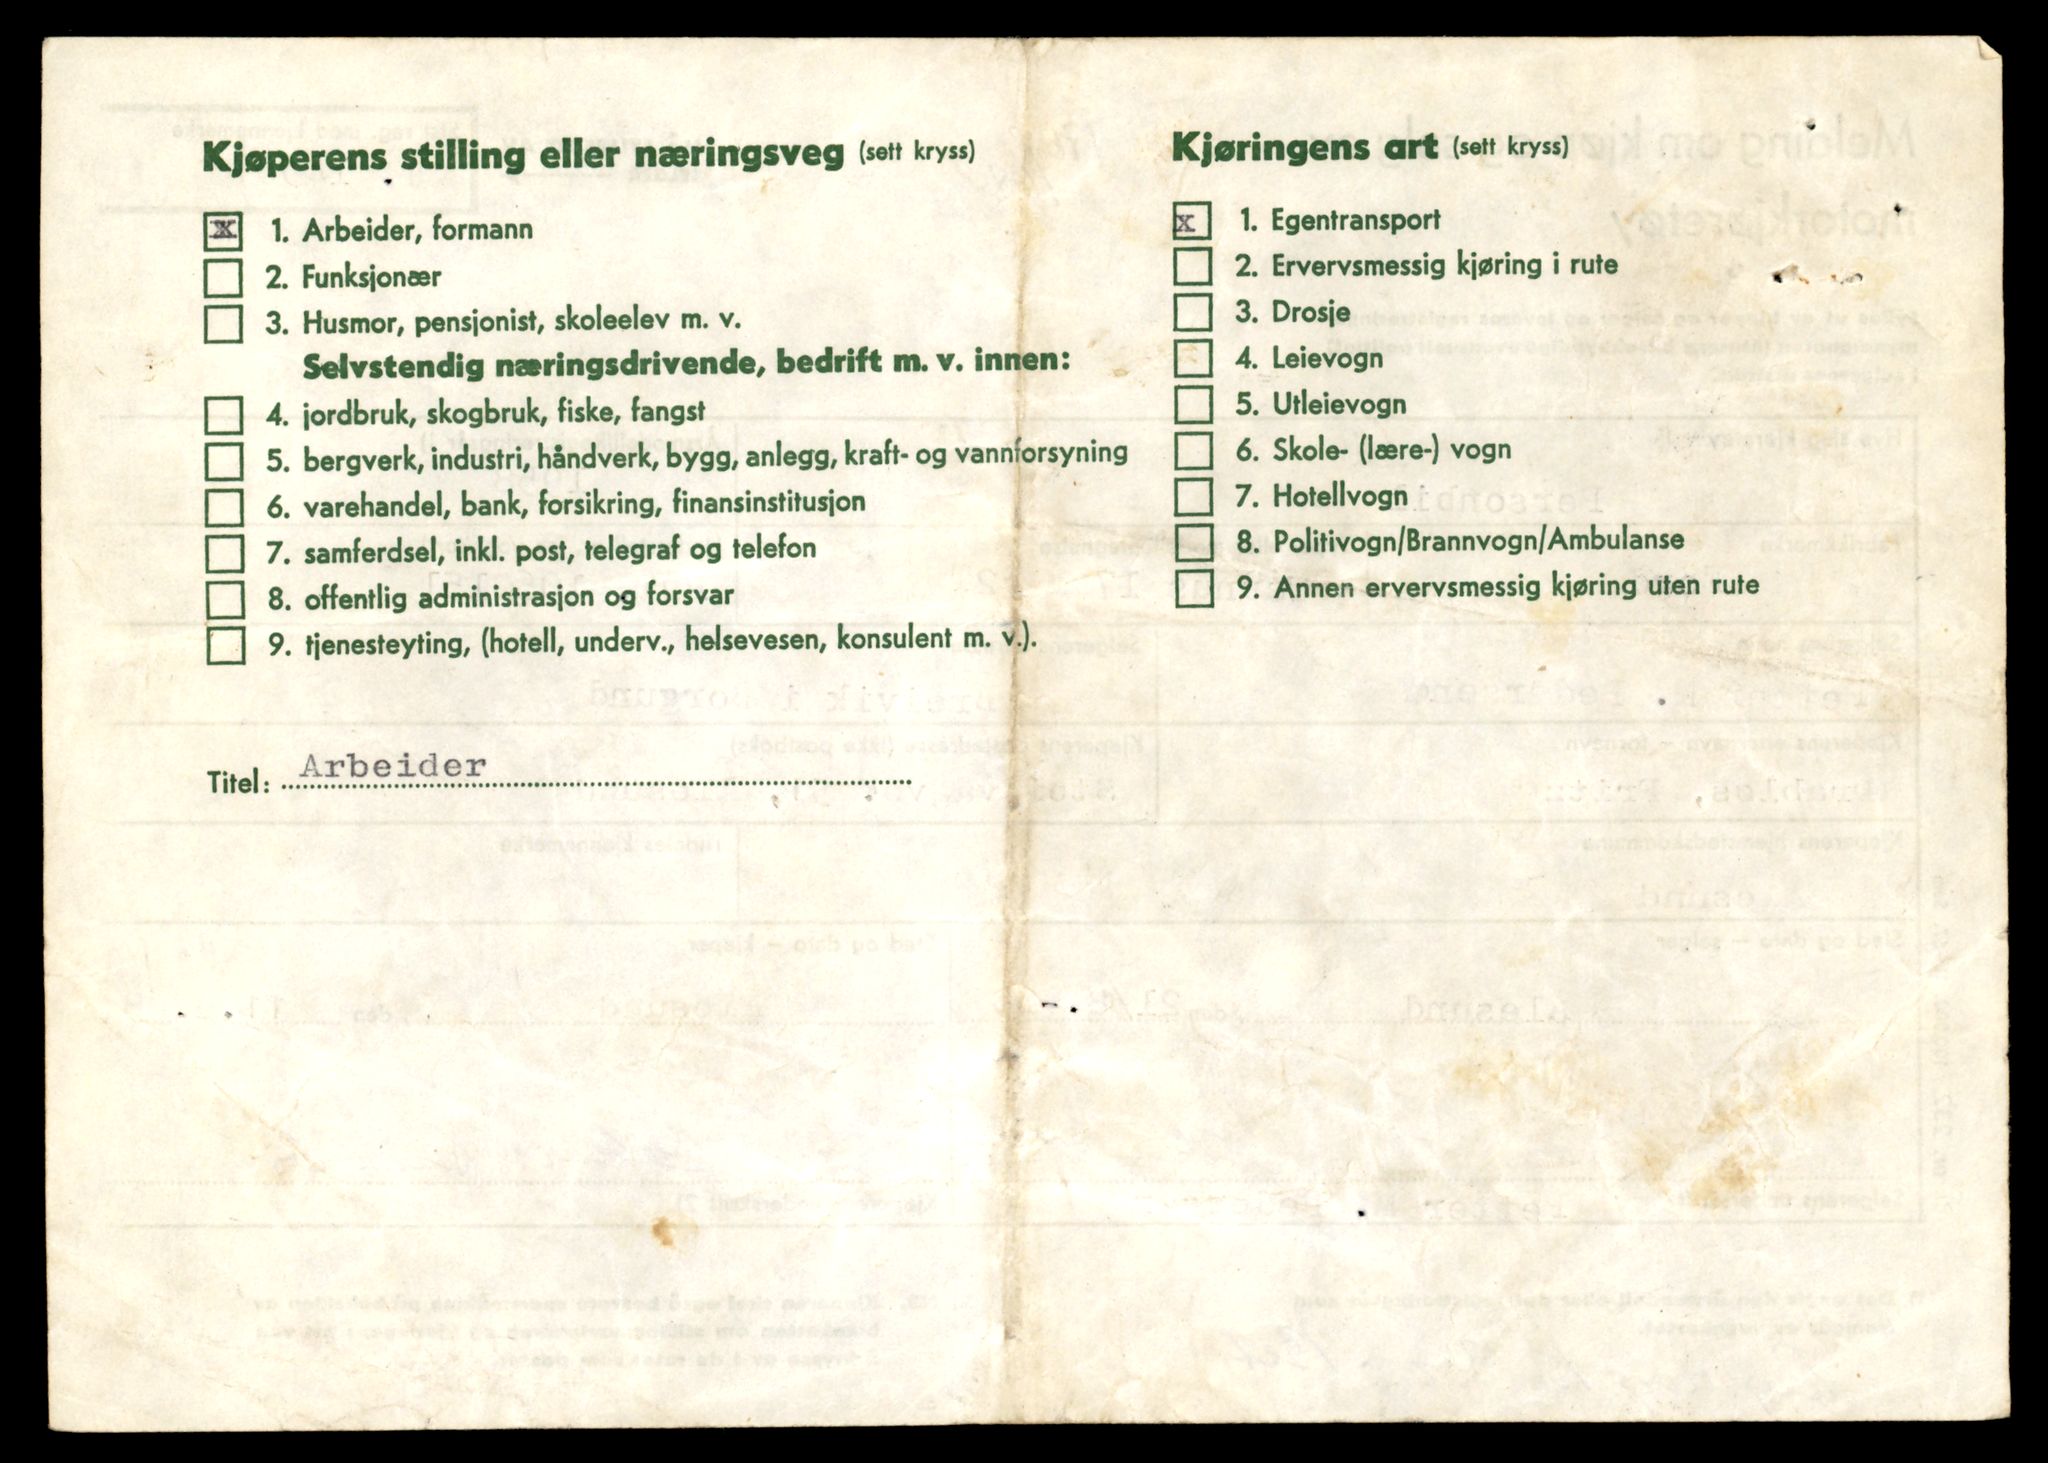 Kjøperens stilling eller næringsveg (sett kryss)
x 1. Arbeider, formann
2. Funksjonær
3. Husmor, pensjonist, skoleelev m. v.
Selvstendig næringsdrivende, bedrift m. v. innen:
4. jordbruk, skogbruk, fiske, fangst
5. bergverk, industri, håndverk, bygg, anlegg, kraft- og vannforsyning
6. varehandel, bank, forsikring, finansinstitusjon
7. samferdsel, inkl. post, telegraf og telefon
8. offentlig administrasjon og forsvar
9. tjenesteyting, (hotell, underv., helsevesen, konsulent m. v.).
Titel: Arbeider
Kjøringens art (sett kryss)
x 1. Egentransport
2. Ervervsmessig kjøring i rute
3. Drosje
4. Leievogn
5. Utleievogn
6. Skole- (lære-) vogn
7. Hotellvogn
8. Politivogn/Brannvogn/Ambulanse
9. Annen ervervsmessig kjøring uten rute